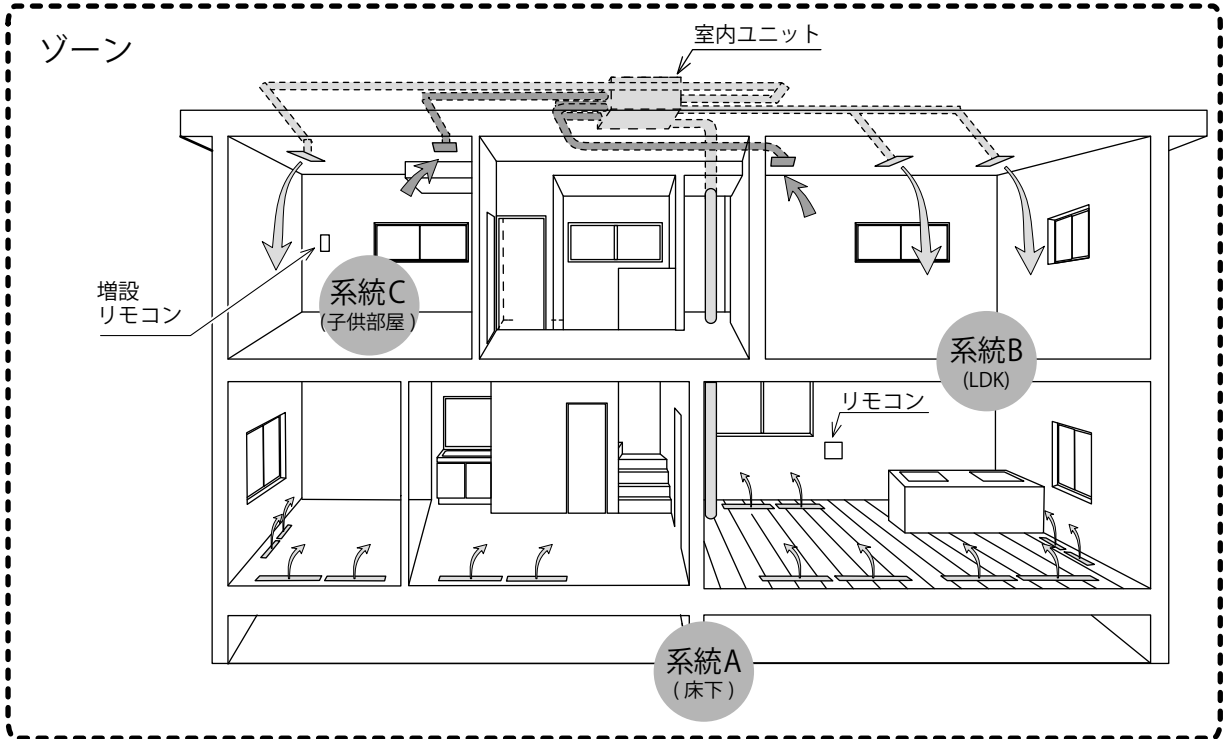 ゾーン
室内ユニット
増設
リモコン
系統C
(子供部屋)
系統B
(LDK)
リモコン
系統A
(床下)